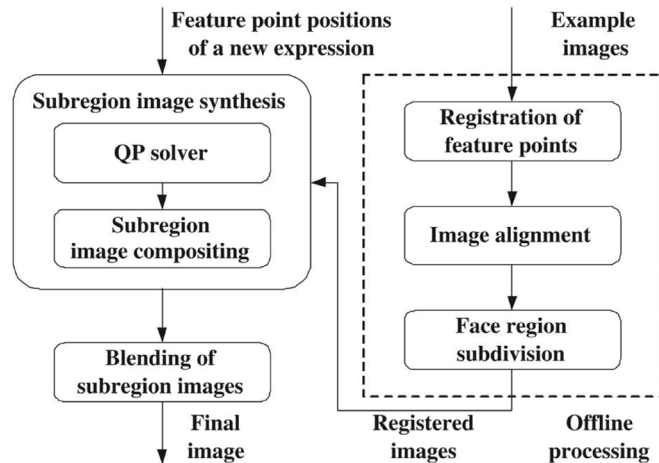 Feature point positions
of a new expression
Subregion image synthesis
QP solver
Subregion
image compositing
Blending of
subregion images
Final
image
Example
images
Registration of
feature points
Image alignment
Face region
subdivision
Registered
images
Offline
processing